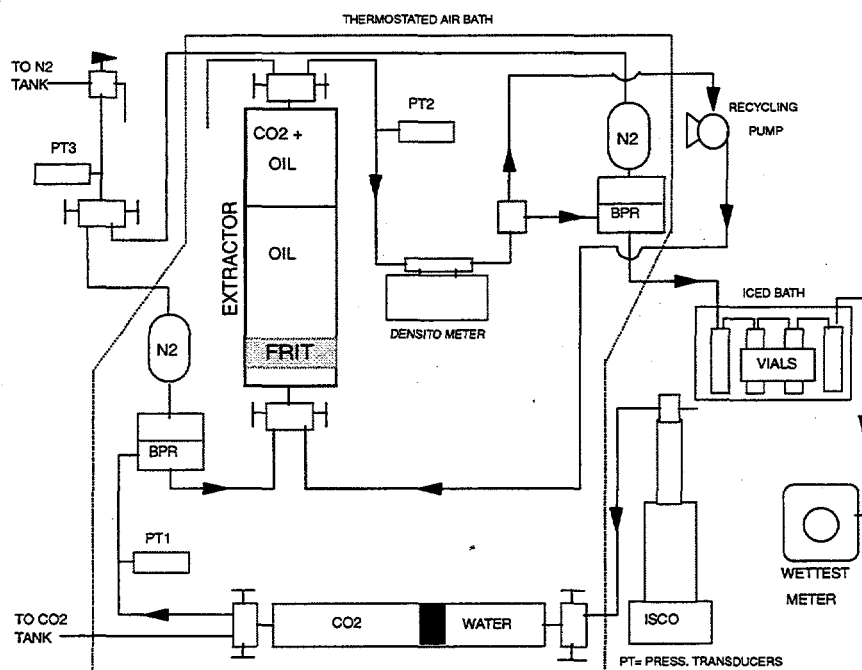 THERMOSTATED AIR BATH
TO N2
TANK
PT3
CO2 +
OIL
PT2
N2
RECYCLING
PUMP
BPR
EXTRACTOR
OIL
DENSITO METER
ICED BATH
N2
FRIT
VIALS
BPR
PT1
WETTEST
METER
TO CO2
TANK
CO2
WATER
ISCO
PT= PRESS. TRANSDUCERS